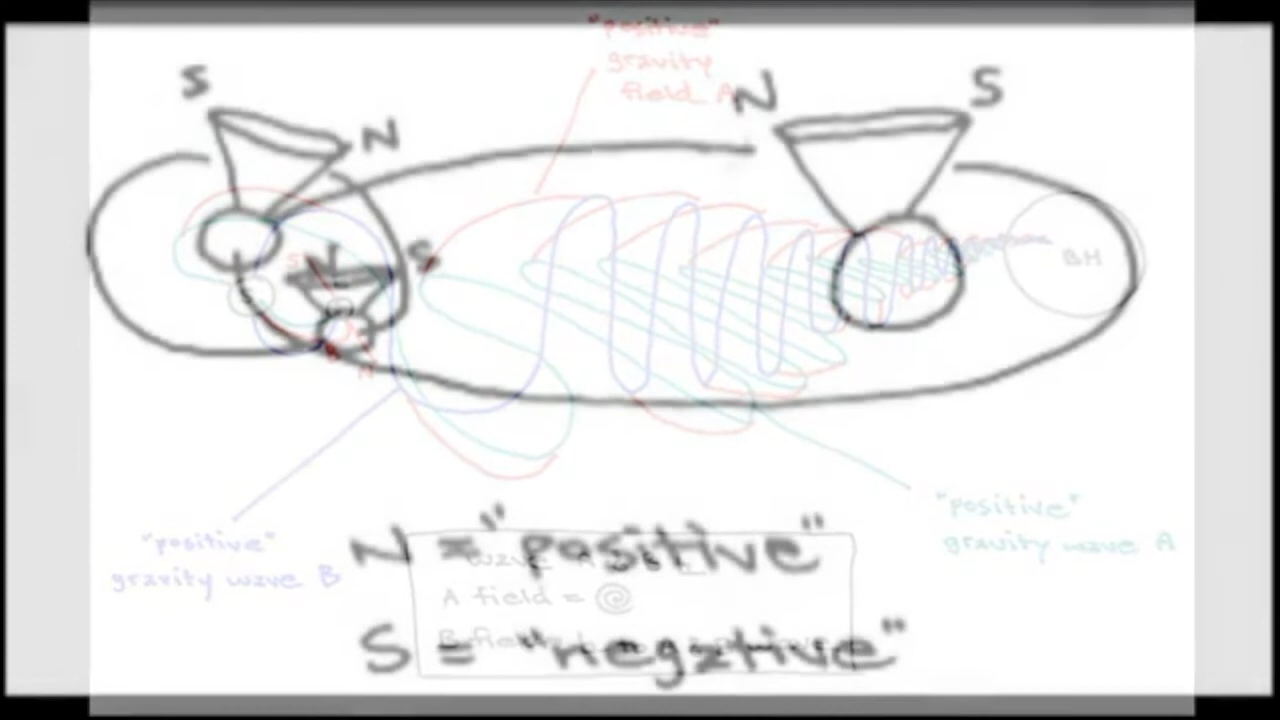 "positive"
gravity
field A
S
N
N
S
S
BH
N = "positive"
S = "negative"
"positive"
gravity wave B
"positive"
gravity wave A
A field =